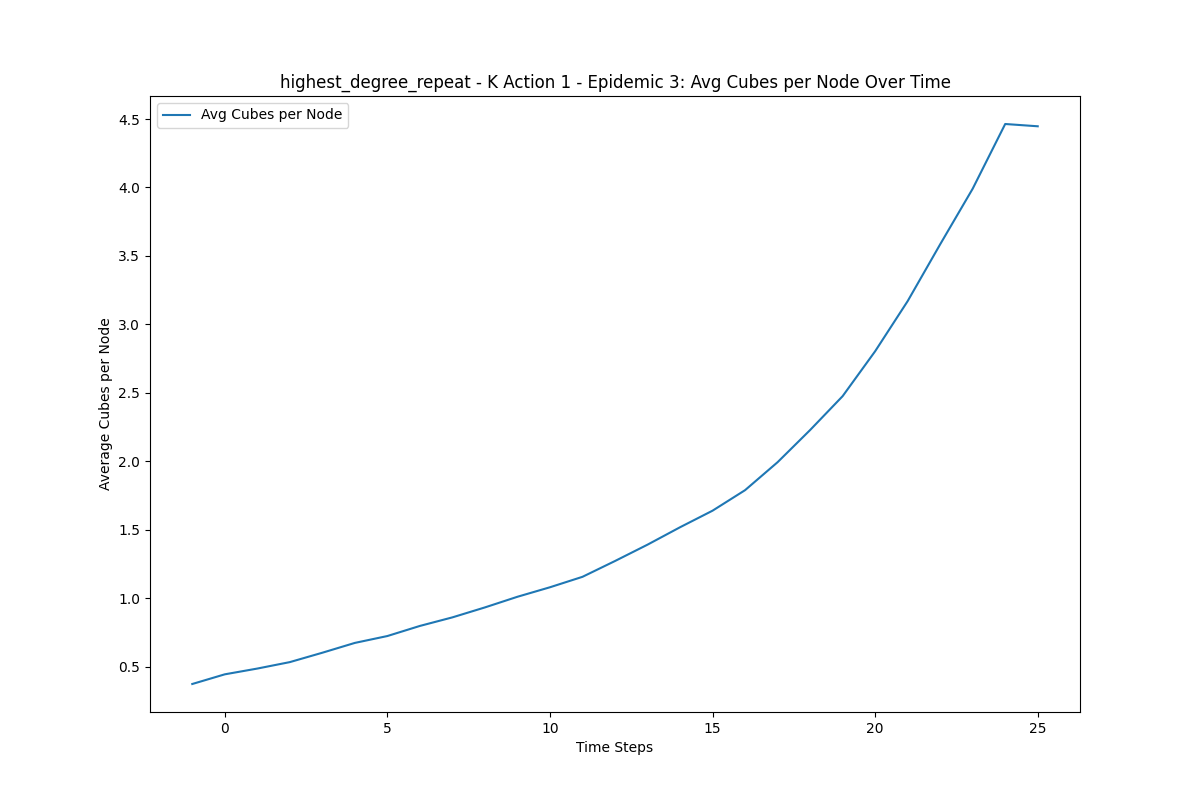 highest_degree_repeat - K Action 1 - Epidemic 3: Avg Cubes per Node Over Time
Avg Cubes per Node
Average Cubes per Node
4.5
4.0
3.5
3.0
2.5
2.0
1.5
1.0
0.5
0 5 10 15 20 25
Time Steps